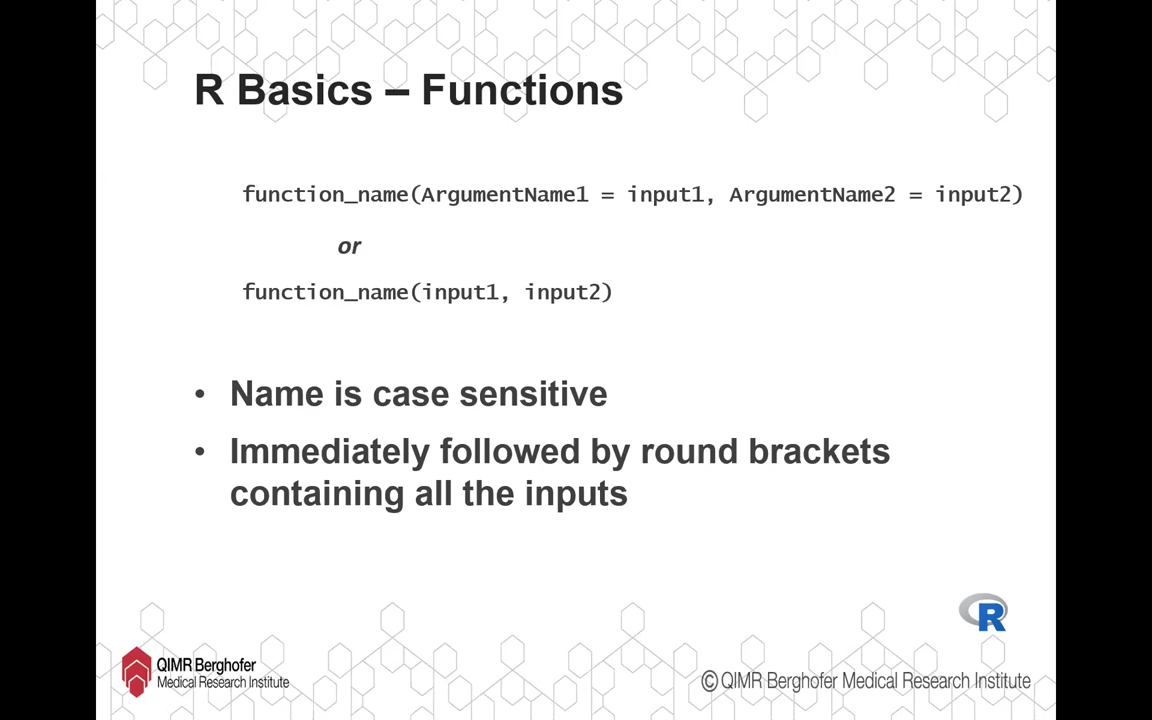 R Basics – Functions
function_name(ArgumentName1 = input1, ArgumentName2 = input2)
or
function_name(input1, input2)
• Name is case sensitive
• Immediately followed by round brackets
containing all the inputs
R
QIMR Berghofer
Medical Research Institute
© QIMR Berghofer Medical Research Institute